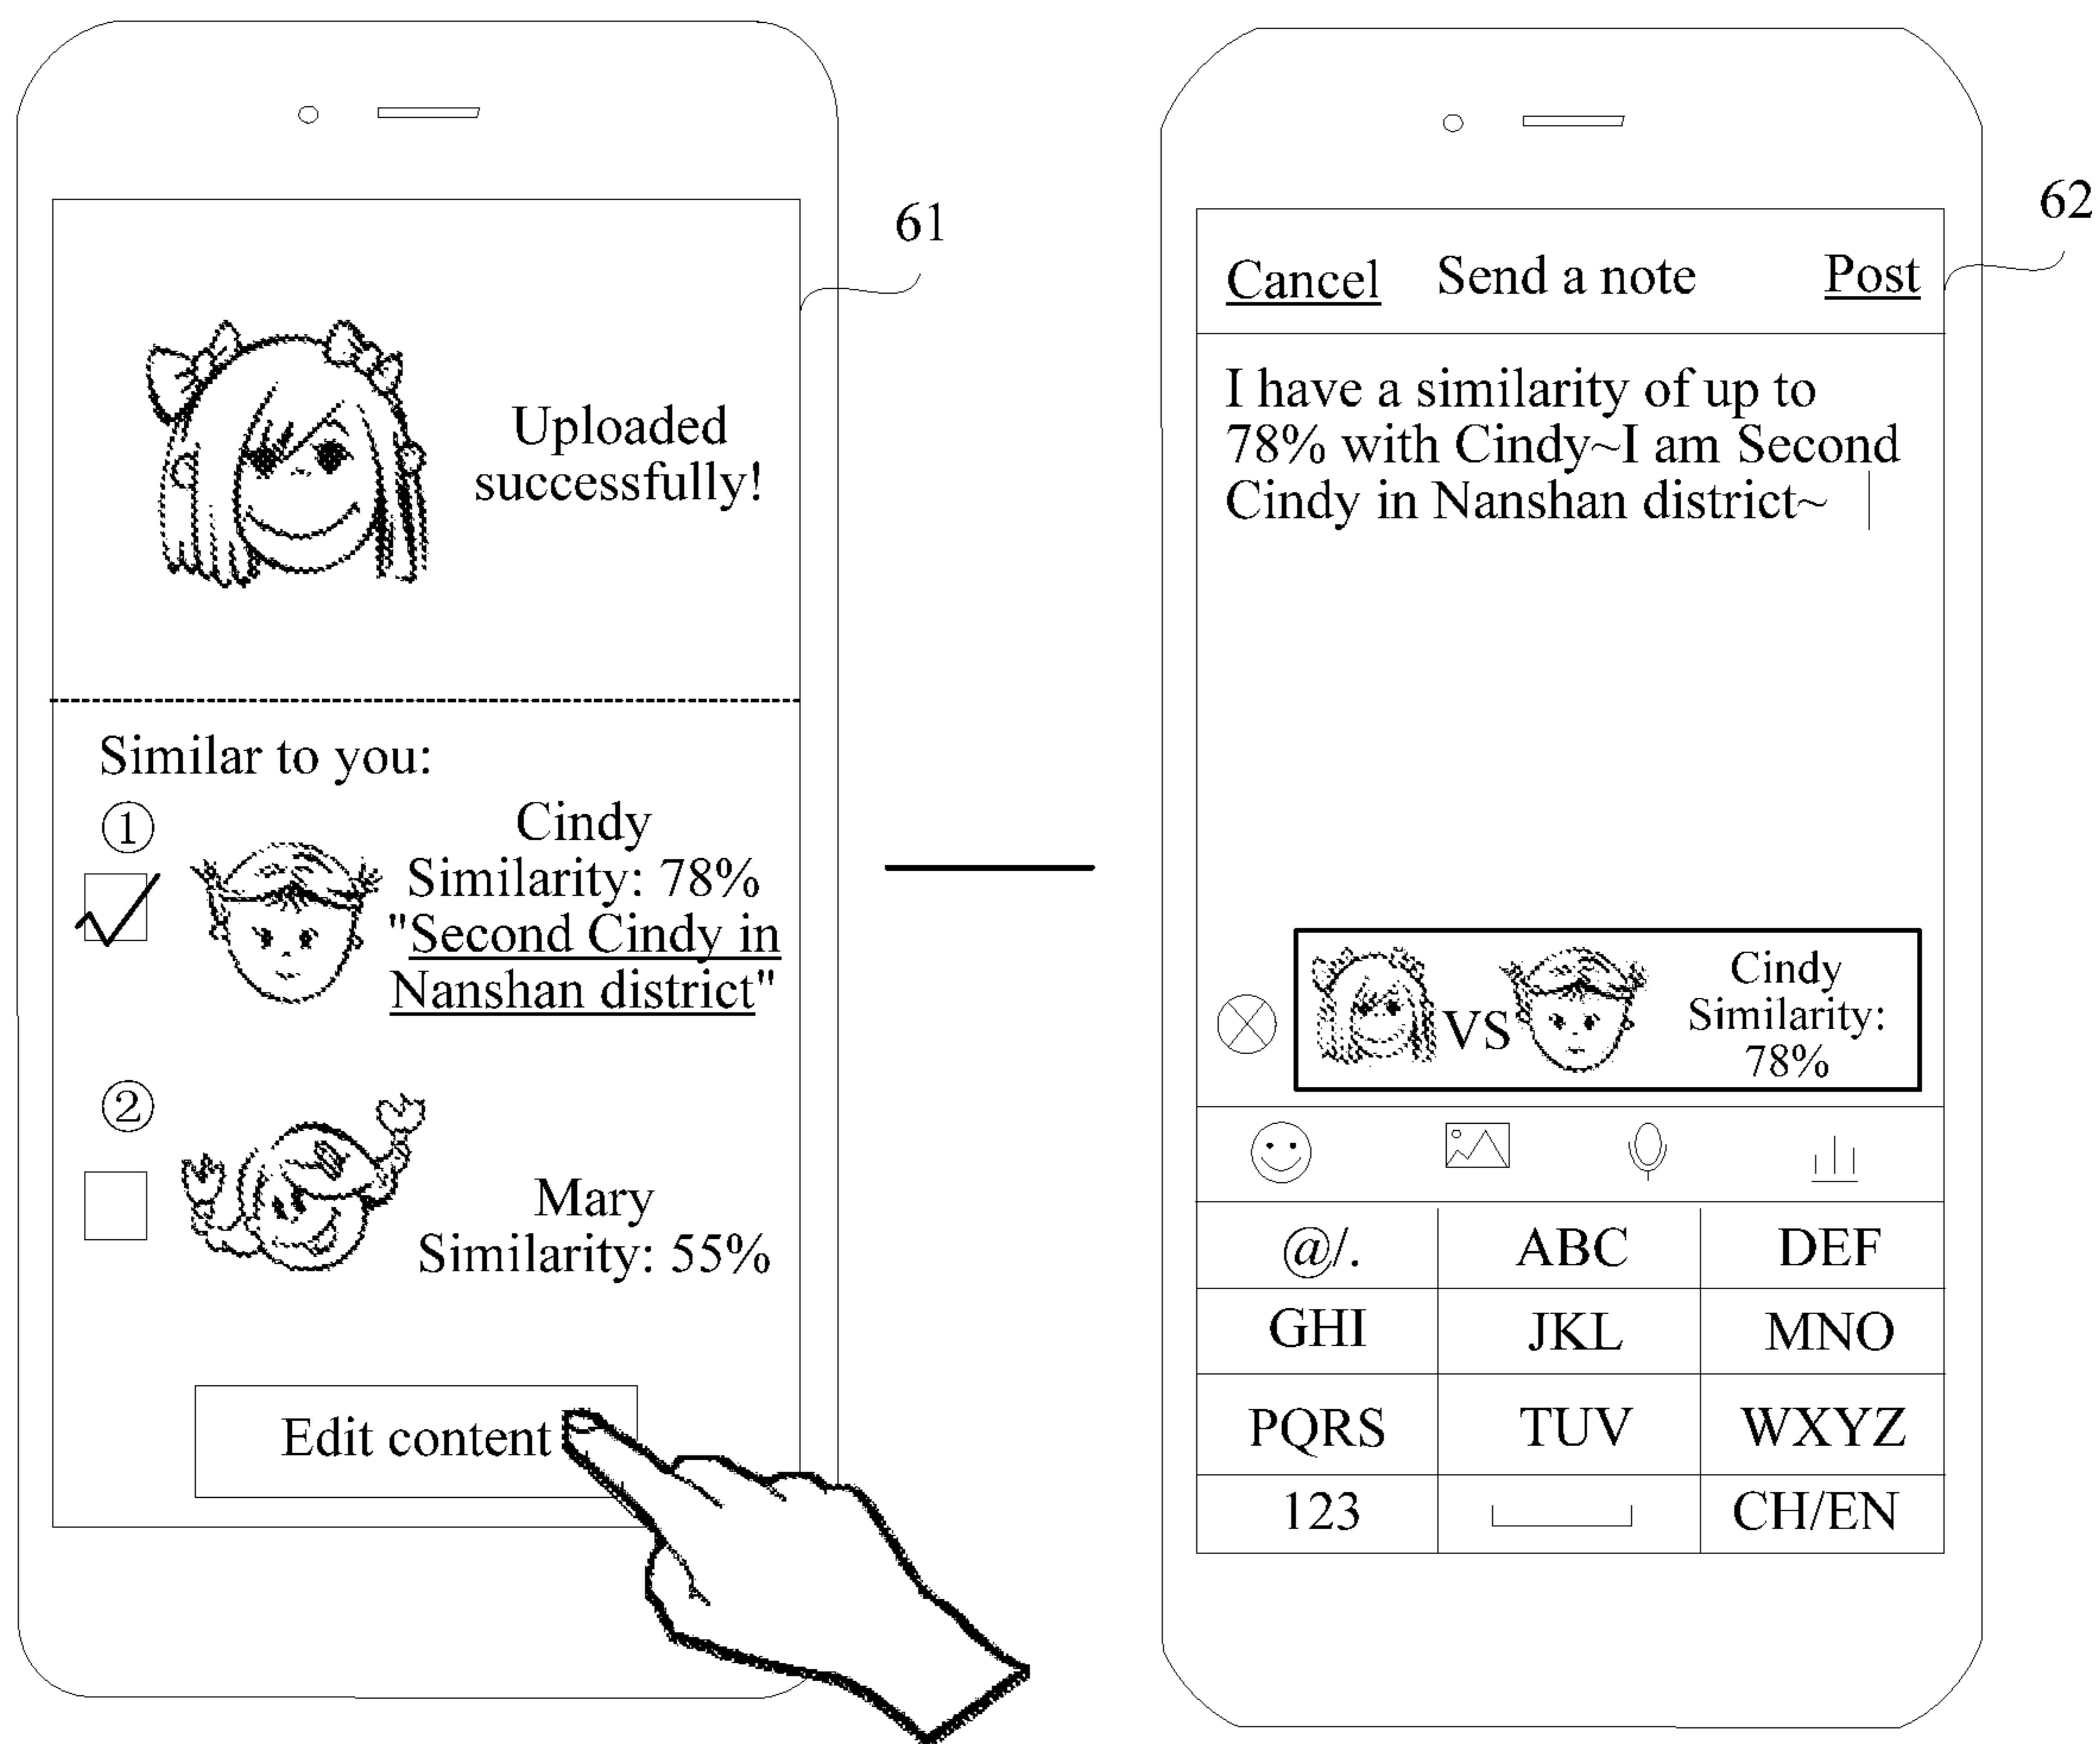 61
Uploaded
successfully!
Similar to you:
①
Cindy
Similarity: 78%
"Second Cindy in
Nanshan district"
②
Mary
Similarity: 55%
Edit content
62
Cancel Send a note Post
I have a similarity of up to
78% with Cindy~I am Second
Cindy in Nanshan district~
VS
Cindy
Similarity:
78%
@/. ABC DEF
GHI JKL MNO
PQRS TUV WXYZ
123 CH/EN